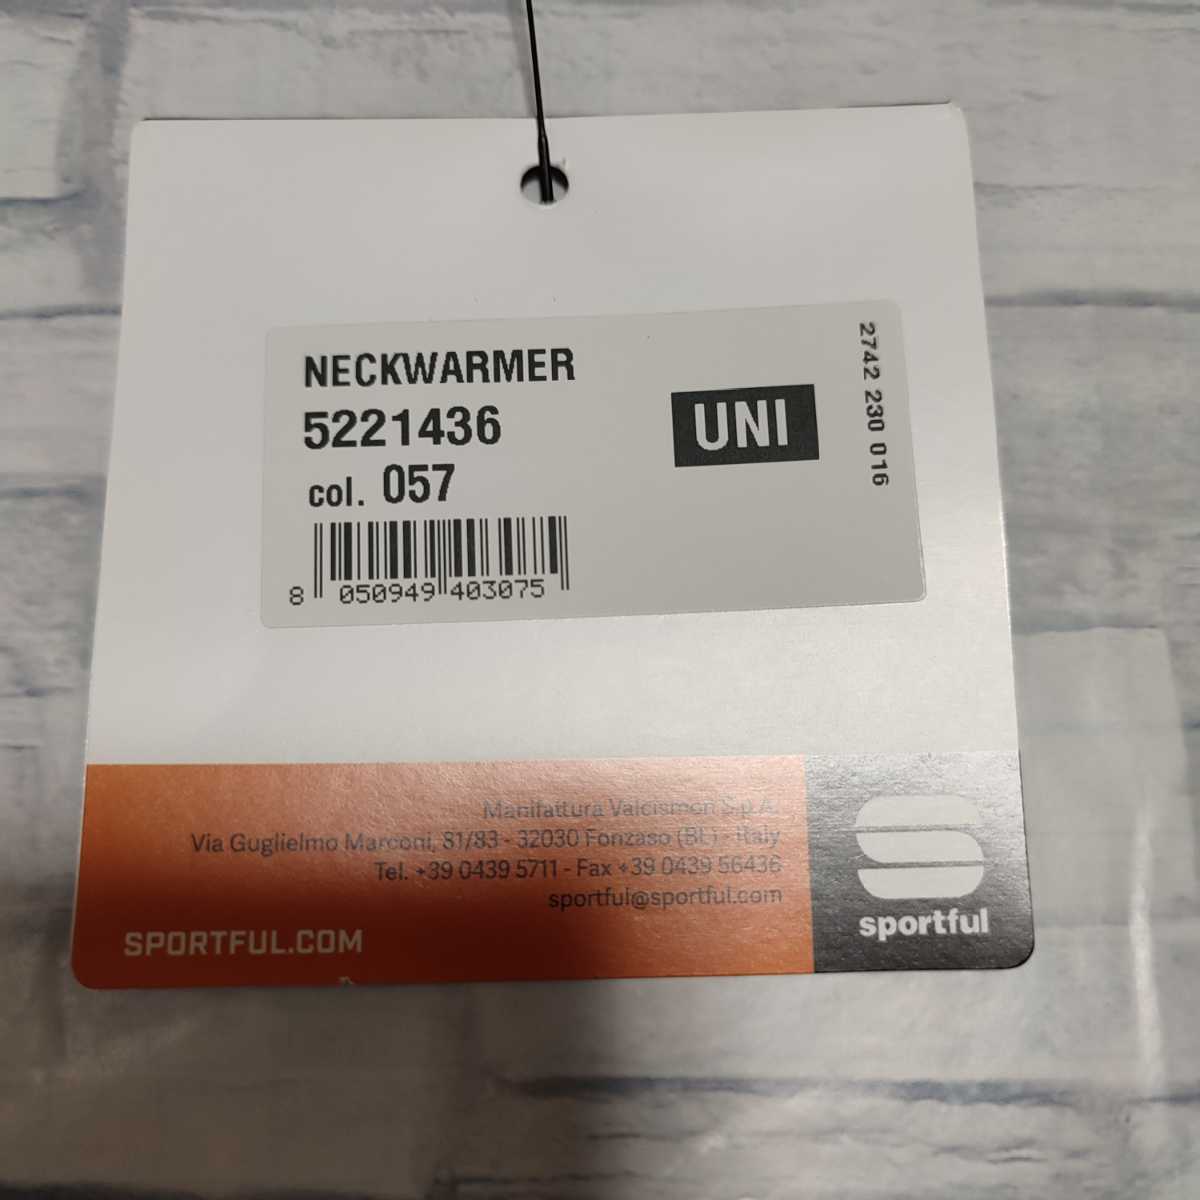 NECKWARMER
5221436
UNI
col. 057
2742 230 016
8 050949 403075
Manifattura Valcismon S.p.A.
Via Guglielmo Marconi, 81/83 - 32030 Fonzaso (BL) - Italy
Tel. +39 0439 5711 - Fax +39 0439 56436
sportful@sportful.com
SPORTFUL.COM
sportful